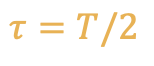 τ = T/2